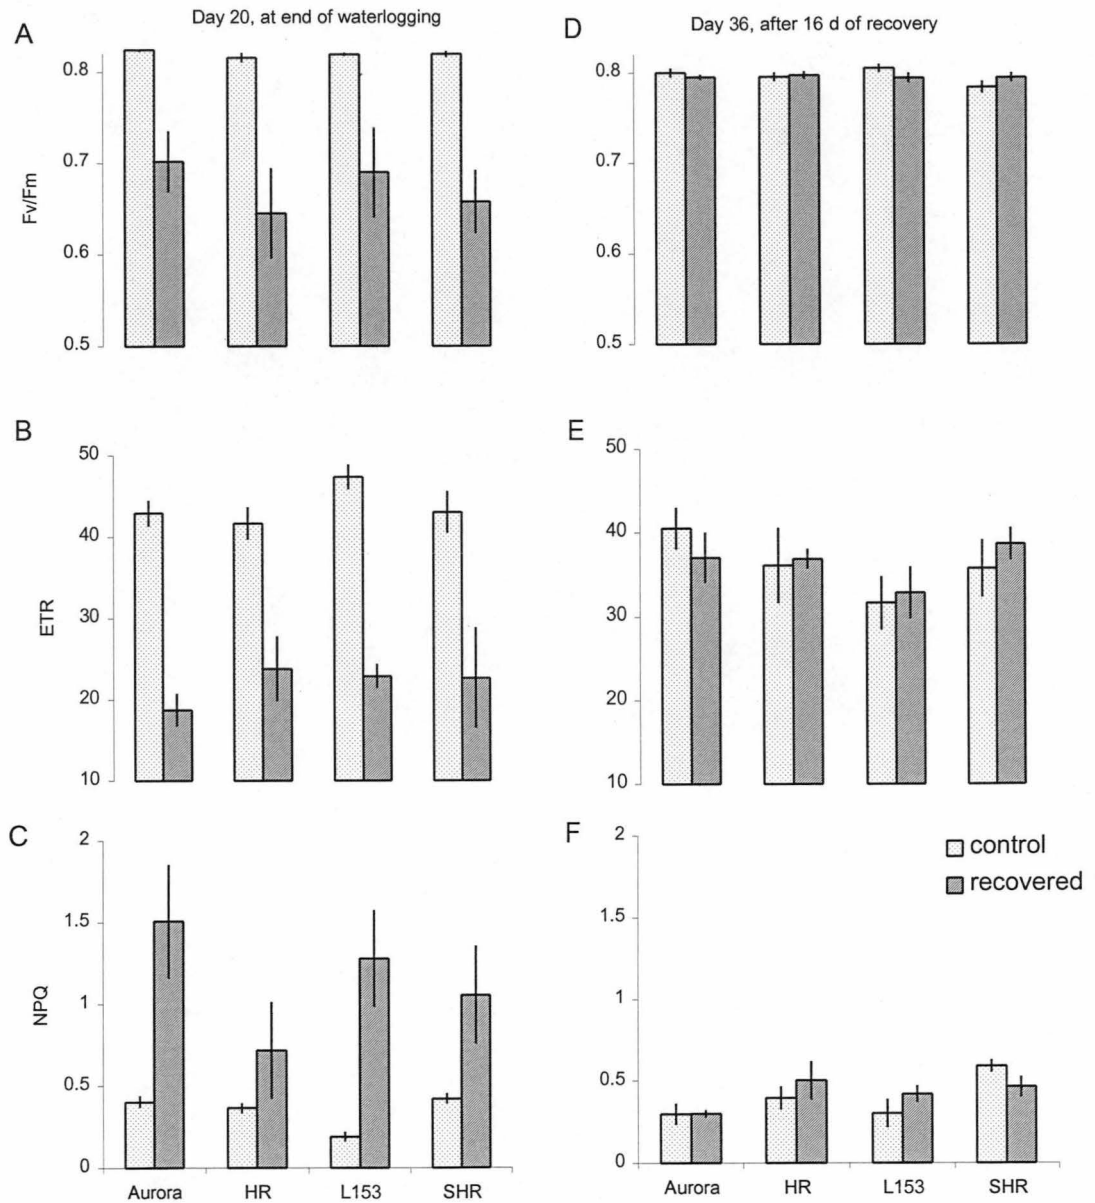 Day 20, at end of waterlogging
A
0.8
0.7
0.6
0.5
Fv/Fm
B
50
40
30
20
10
ETR
C
2
1.5
1
0.5
0
NPQ
Aurora HR L153 SHR
Day 36, after 16 d of recovery
D
0.8
0.7
0.6
0.5
E
50
40
30
20
10
F
2
1.5
1
0.5
0
control
recovered
Aurora HR L153 SHR